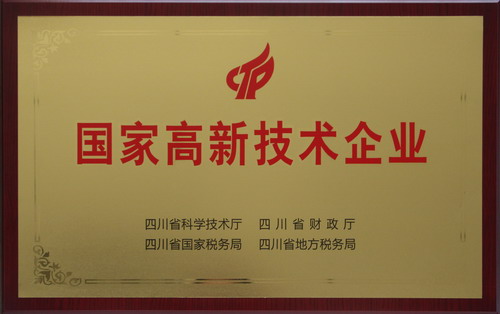 国家高新技术企业
四川省科学技术厅 四川省财政厅
四川省国家税务局 四川省地方税务局